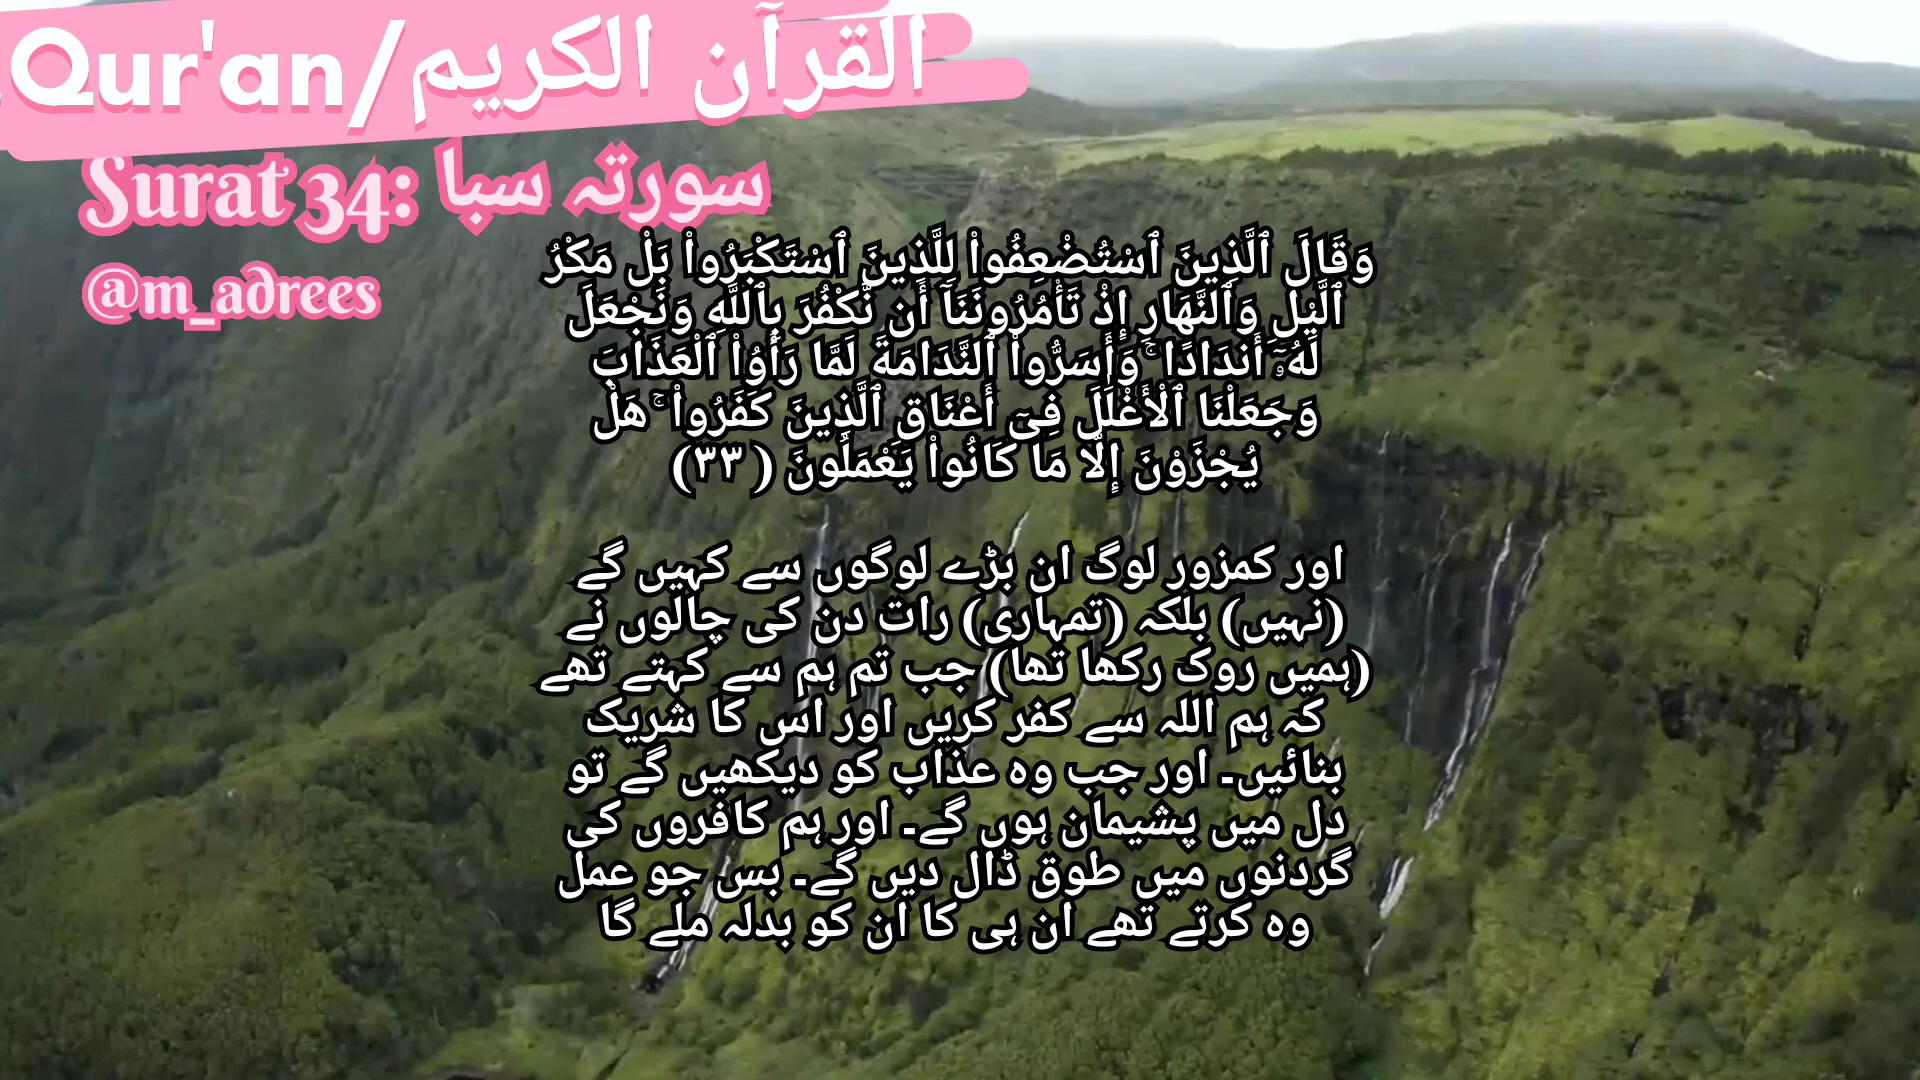 Qur'an/القرآن الكريم
Surat 34: سورتہ سبا
@m_adrees
وَقَالَ ٱلَّذِينَ ٱسْتُضْعِفُوا۟ لِلَّذِينَ ٱسْتَكْبَرُوا۟ بَلْ مَكْرُ
ٱلَّيْلِ وَٱلنَّهَارِ إِذْ تَأْمُرُونَنَآ أَن نَّكْفُرَ بِٱللَّهِ وَنَجْعَلَ
لَهُۥٓ أَندَادًا ۚ وَأَسَرُّوا۟ ٱلنَّدَامَةَ لَمَّا رَأَوُا۟ ٱلْعَذَابَ
وَجَعَلْنَا ٱلْأَغْلَٰلَ فِىٓ أَعْنَاقِ ٱلَّذِينَ كَفَرُوا۟ ۚ هَلْ
يُجْزَوْنَ إِلَّا مَا كَانُوا۟ يَعْمَلُونَ (٣٣)
اور کمزور لوگ ان بڑے لوگوں سے کہیں گے
(نہیں) بلکہ (تمہاری) رات دن کی چالوں نے
(ہمیں روک رکھا تھا) جب تم ہم سے کہتے تھے
کہ ہم اللہ سے کفر کریں اور اس کا شریک
بنائیں۔ اور جب وہ عذاب کو دیکھیں گے تو
دل میں پشیمان ہوں گے۔ اور ہم کافروں کی
گردنوں میں طوق ڈال دیں گے۔ بس جو عمل
وہ کرتے تھے ان ہی کا ان کو بدلہ ملے گا